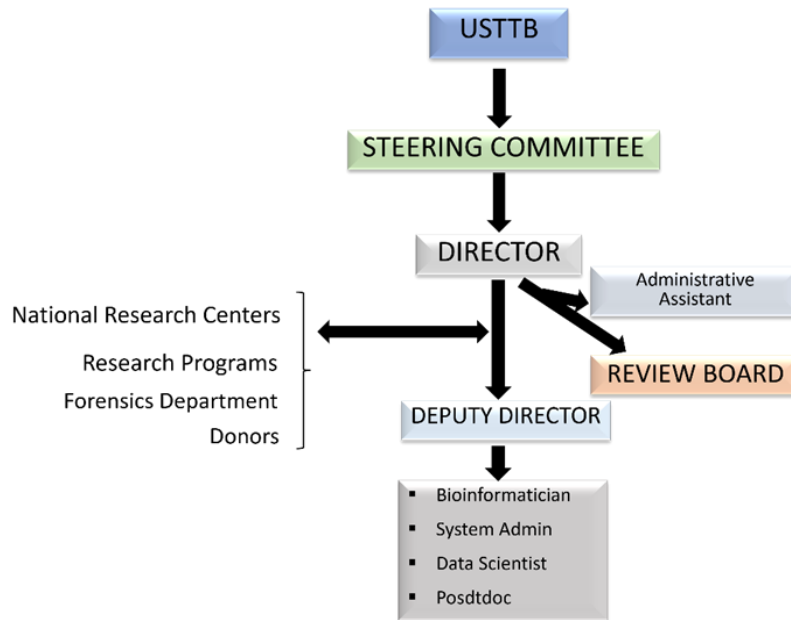 USTTB
STEERING COMMITTEE
DIRECTOR
Administrative
Assistant
National Research Centers
Research Programs
Forensics Department
Donors
REVIEW BOARD
DEPUTY DIRECTOR
▪ Bioinformatician
▪ System Admin
▪ Data Scientist
▪ Posdtdoc